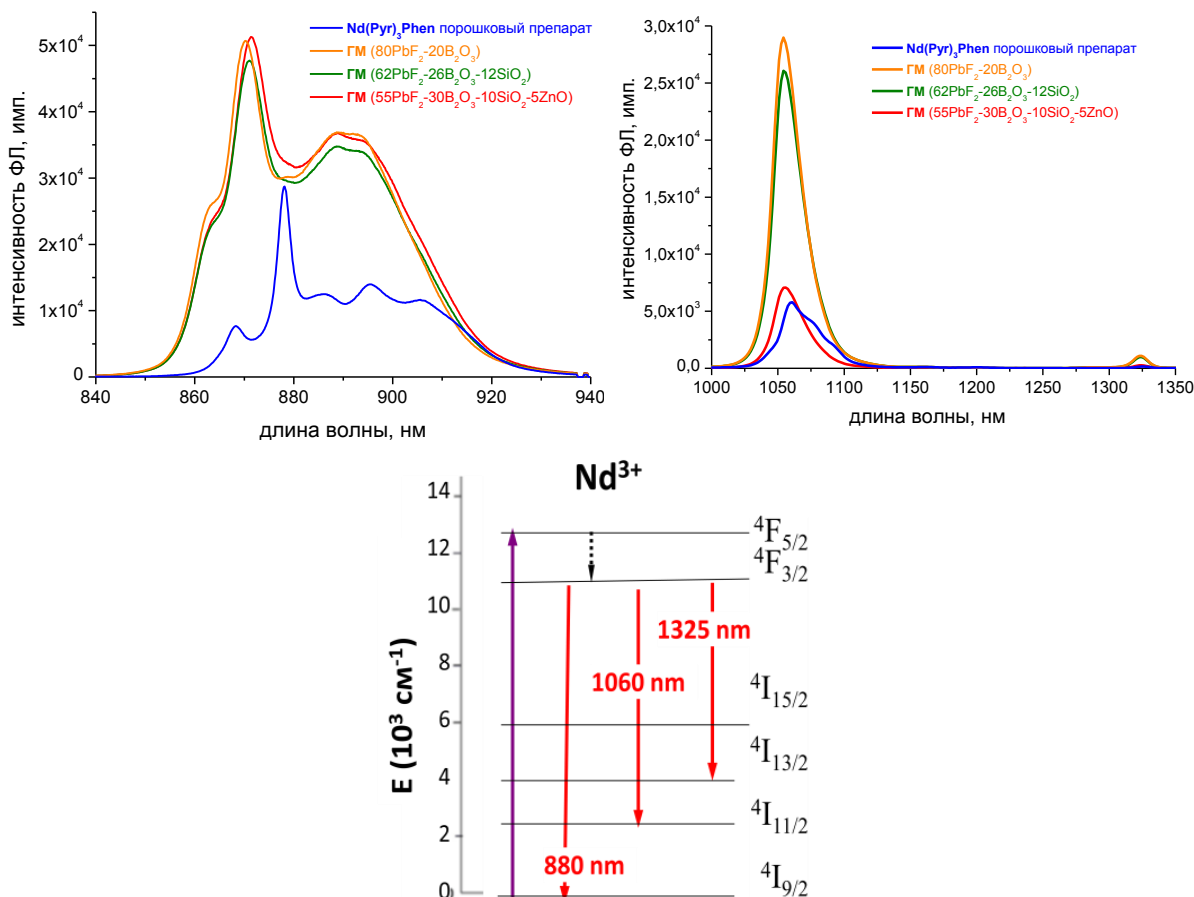 Nd(Pyr)₃Phen порошковый препарат
ГМ (80PbF₂-20B₂O₃)
ГМ (62PbF₂-26B₂O₃-12SiO₂)
ГМ (55PbF₂-30B₂O₃-10SiO₂-5ZnO)
интенсивность ФЛ, имп.
5x10⁴
4x10⁴
3x10⁴
2x10⁴
1x10⁴
0
840 860 880 900 920 940
длина волны, нм
Nd(Pyr)₃Phen порошковый препарат
ГМ (80PbF₂-20B₂O₃)
ГМ (62PbF₂-26B₂O₃-12SiO₂)
ГМ (55PbF₂-30B₂O₃-10SiO₂-5ZnO)
интенсивность ФЛ, имп.
3,0x10⁴
2,5x10⁴
2,0x10⁴
1,5x10⁴
1,0x10⁴
5,0x10³
0,0
1000 1050 1100 1150 1200 1250 1300 1350
длина волны, нм
Nd³⁺
E (10³ см⁻¹)
14
12
10
8
6
4
2
0
⁴F₅/₂
⁴F₃/₂
1325 nm
1060 nm
⁴I₁₅/₂
⁴I₁₃/₂
⁴I₁₁/₂
880 nm
⁴I₉/₂